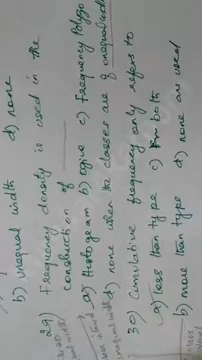 b) unequal width d) none
29) Frequency density is used in the
construction of
a) Histogram b) ogive c) Frequency Polygo
d) none when the classes are of unequal width
30) Cumulative frequency only refers to
a) less than type c) both
b) more than type d) none are used